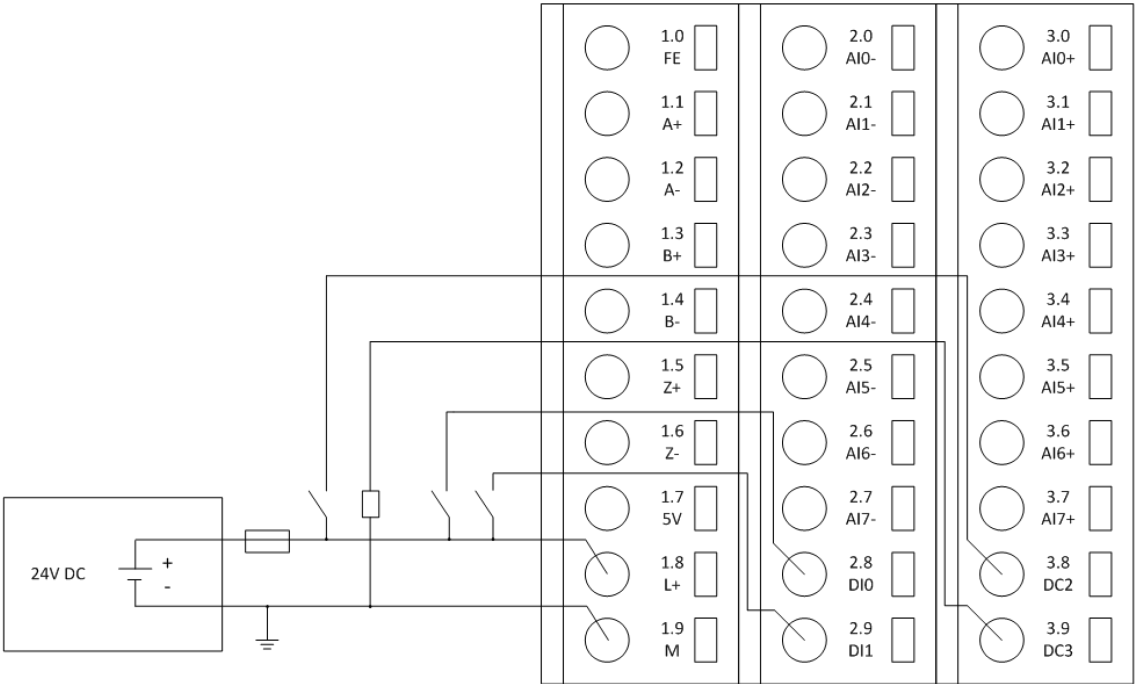 1.0
FE
2.0
AI0-
3.0
AI0+
1.1
A+
2.1
AI1-
3.1
AI1+
1.2
A-
2.2
AI2-
3.2
AI2+
1.3
B+
2.3
AI3-
3.3
AI3+
1.4
B-
2.4
AI4-
3.4
AI4+
1.5
Z+
2.5
AI5-
3.5
AI5+
1.6
Z-
2.6
AI6-
3.6
AI6+
1.7
5V
2.7
AI7-
3.7
AI7+
24V DC
+
-
1.8
L+
2.8
DI0
3.8
DC2
1.9
M
2.9
DI1
3.9
DC3